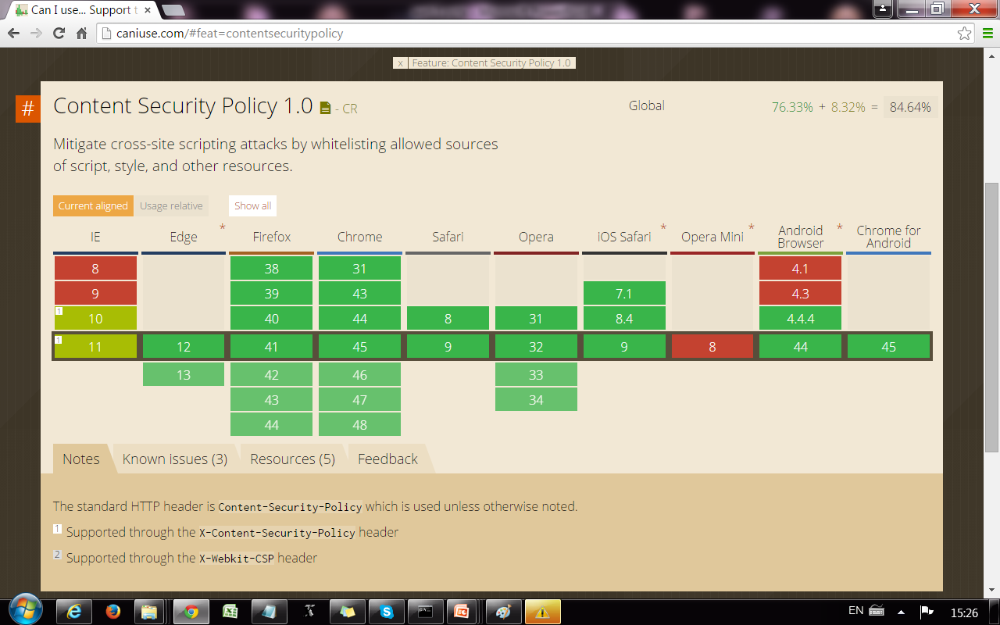 Can I use... Support t ×
caniuse.com/#feat=contentsecuritypolicy
x Feature: Content Security Policy 1.0
# Content Security Policy 1.0 - CR Global 76.33% + 8.32% = 84.64%
Mitigate cross-site scripting attacks by whitelisting allowed sources
of script, style, and other resources.
Current aligned Usage relative Show all
IE Edge * Firefox Chrome Safari Opera iOS Safari * Opera Mini * Android Browser * Chrome for Android
8 38 31 4.1
9 39 43 7.1 4.3
1 10 40 44 8 31 8.4 4.4.4
1 11 12 41 45 9 32 9 8 44 45
13 42 46 33
43 47 34
44 48
Notes Known issues (3) Resources (5) Feedback
The standard HTTP header is Content-Security-Policy which is used unless otherwise noted.
1 Supported through the X-Content-Security-Policy header
2 Supported through the X-Webkit-CSP header
EN 15:26